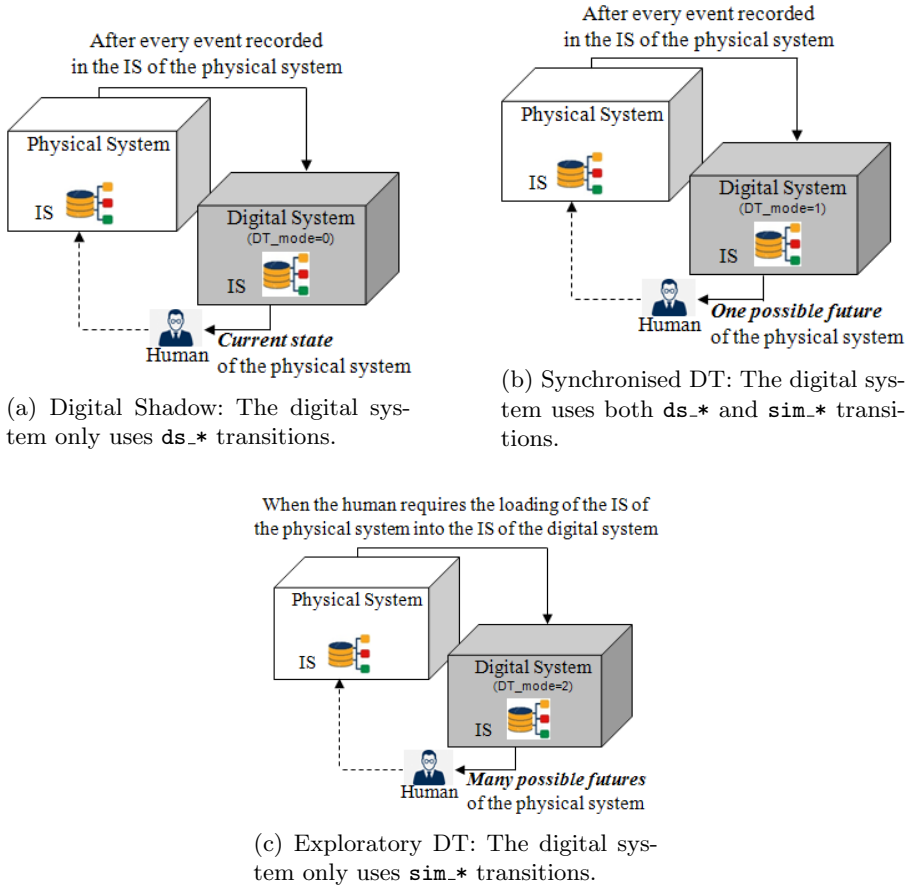 After every event recorded
in the IS of the physical system
Physical System
IS
Digital System
(DT_mode=0)
IS
Human
Current state
of the physical system
(a) Digital Shadow: The digital sys-
tem only uses ds_* transitions.
After every event recorded
in the IS of the physical system
Physical System
IS
Digital System
(DT_mode=1)
IS
Human
One possible future
of the physical system
(b) Synchronised DT: The digital sys-
tem uses both ds_* and sim_* transi-
tions.
When the human requires the loading of the IS of
the physical system into the IS of the digital system
Physical System
IS
Digital System
(DT_mode=2)
IS
Human
Many possible futures
of the physical system
(c) Exploratory DT: The digital sys-
tem only uses sim_* transitions.